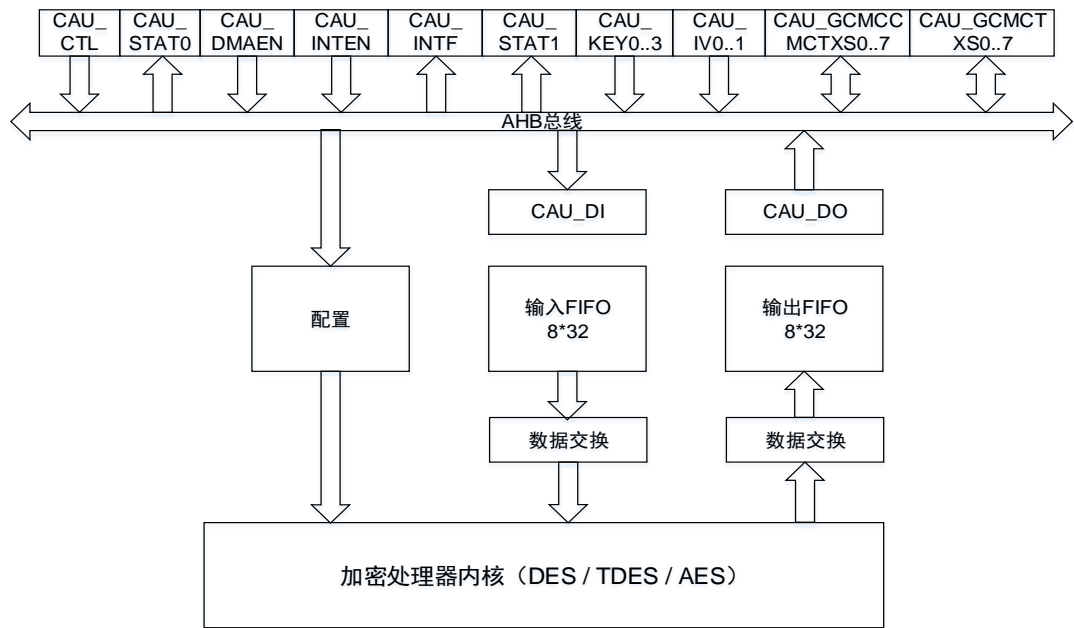 CAU_
CTL
CAU_
STAT0
CAU_
DMAEN
CAU_
INTEN
CAU_
INTF
CAU_
STAT1
CAU_
KEY0..3
CAU_
IV0..1
CAU_GCMCC
MCTXS0..7
CAU_GCMCT
XS0..7
AHB总线
CAU_DI
CAU_DO
配置
输入FIFO
8*32
输出FIFO
8*32
数据交换
数据交换
加密处理器内核（DES / TDES / AES）